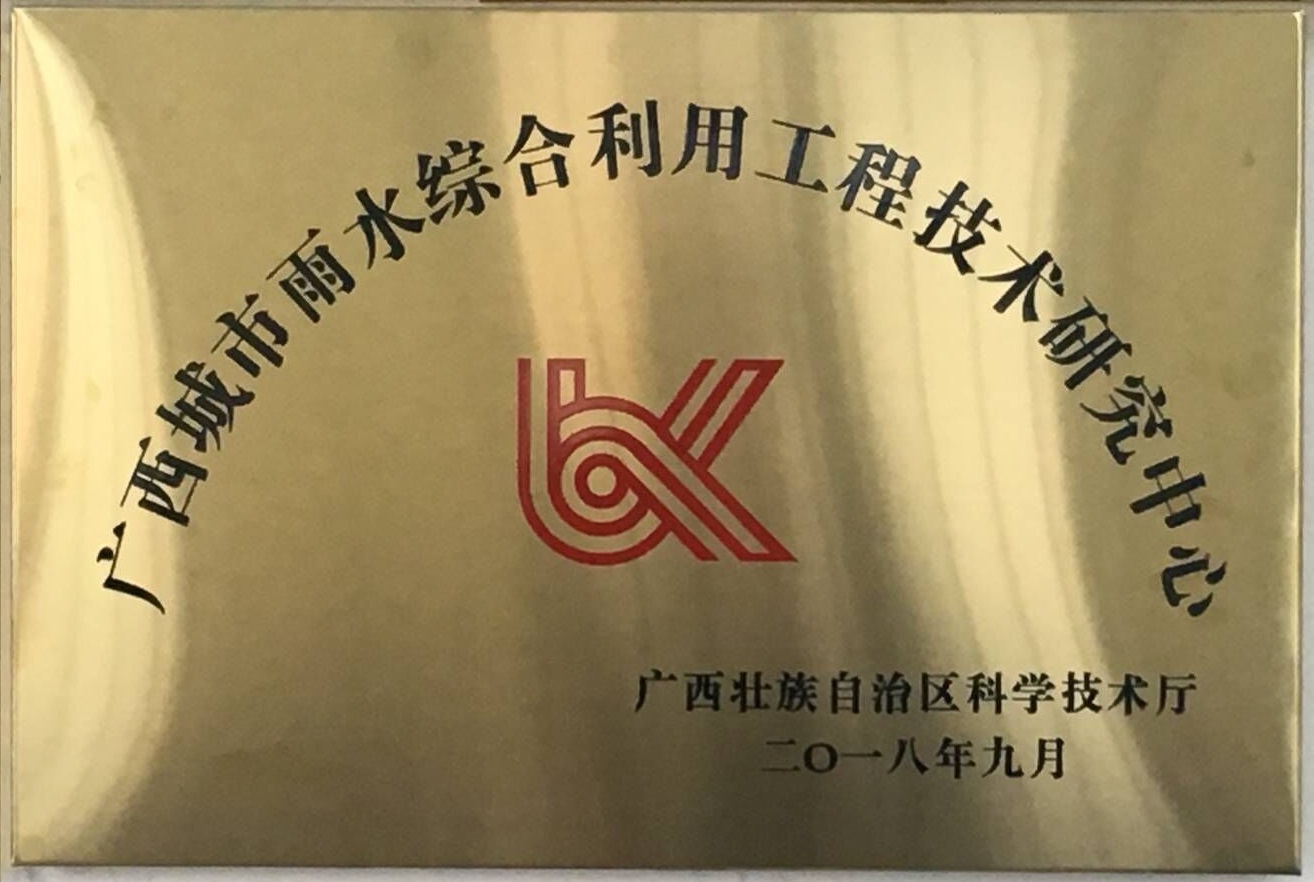 广西城市雨水综合利用工程技术研究中心
广西壮族自治区科学技术厅
二〇一八年九月